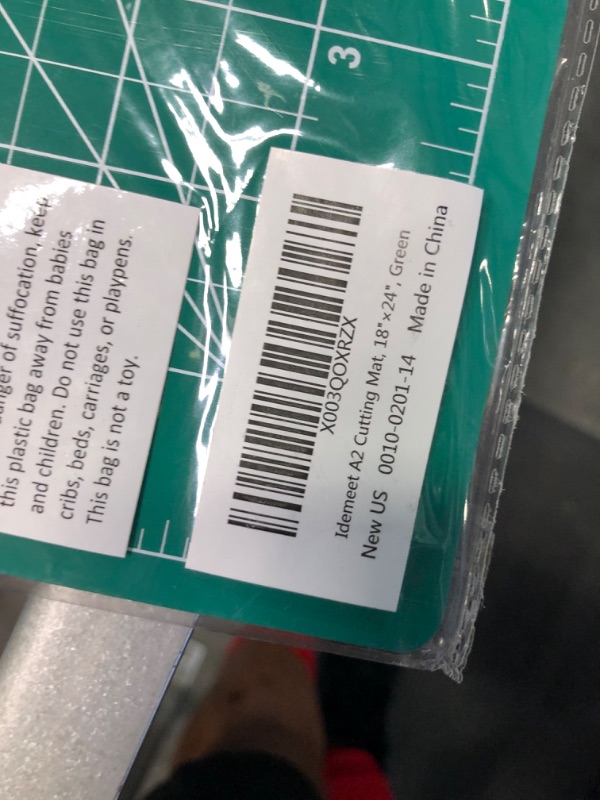 3
of suffocation, keep
this plastic bag away from babies
and children. Do not use this bag in
cribs, beds, carriages, or playpens.
This bag is not a toy.
X003QOXRZX
Idemeet A2 Cutting Mat, 18"×24", Green
New US 0010-0201-14 Made in China